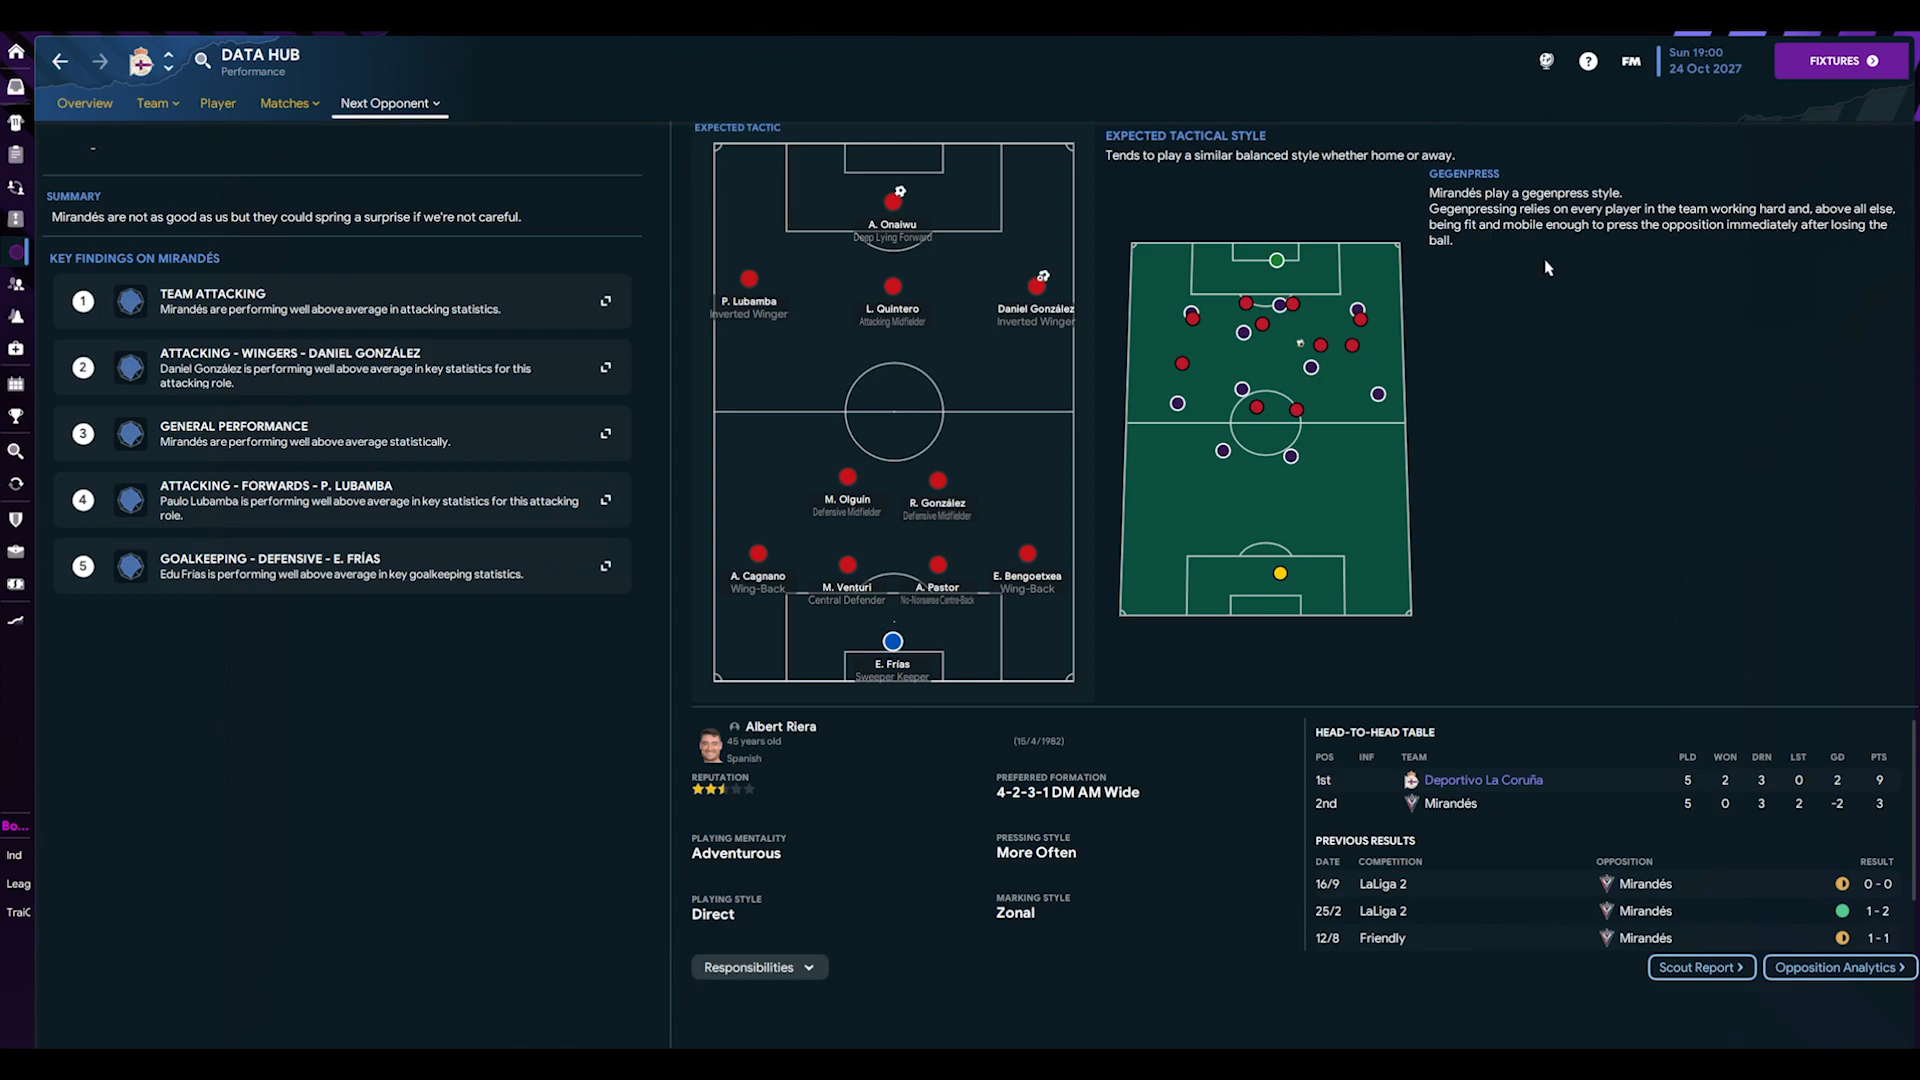 DATA HUB
Performance
?
FM
Sun 19:00
24 Oct 2027
FIXTURES
Overview
Team
Player
Matches
Next Opponent
-
SUMMARY
Mirandés are not as good as us but they could spring a surprise if we're not careful.
KEY FINDINGS ON MIRANDÉS
1
TEAM ATTACKING
Mirandés are performing well above average in attacking statistics.
2
ATTACKING - WINGERS - DANIEL GONZÁLEZ
Daniel González is performing well above average in key statistics for this
attacking role.
3
GENERAL PERFORMANCE
Mirandés are performing well above average statistically.
4
ATTACKING - FORWARDS - P. LUBAMBA
Paulo Lubamba is performing well above average in key statistics for this attacking
role.
5
GOALKEEPING - DEFENSIVE - E. FRÍAS
Edu Frías is performing well above average in key goalkeeping statistics.
EXPECTED TACTIC
A. Onaiwu
Deep Lying Forward
P. Lubamba
Inverted Winger
L. Quintero
Attacking Midfielder
Daniel González
Inverted Winger
M. Olguín
Defensive Midfielder
R. González
Defensive Midfielder
A. Cagnano
Wing-Back
M. Venturi
Central Defender
A. Pastor
No-Nonsense Centre-Back
E. Bengoetxea
Wing-Back
E. Frías
Sweeper Keeper
EXPECTED TACTICAL STYLE
Tends to play a similar balanced style whether home or away.
GEGENPRESS
Mirandés play a gegenpress style.
Gegenpressing relies on every player in the team working hard and, above all else,
being fit and mobile enough to press the opposition immediately after losing the
ball.
Albert Riera
45 years old
(15/4/1982)
Spanish
REPUTATION
PREFERRED FORMATION
4-2-3-1 DM AM Wide
PLAYING MENTALITY
Adventurous
PRESSING STYLE
More Often
PLAYING STYLE
Direct
MARKING STYLE
Zonal
Responsibilities
HEAD-TO-HEAD TABLE
POS INF TEAM PLD WON DRN LST GD PTS
1st Deportivo La Coruña 5 2 3 0 2 9
2nd Mirandés 5 0 3 2 -2 3
PREVIOUS RESULTS
DATE COMPETITION OPPOSITION RESULT
16/9 LaLiga 2 Mirandés 0 - 0
25/2 LaLiga 2 Mirandés 1 - 2
12/8 Friendly Mirandés 1 - 1
Scout Report
Opposition Analytics
Bo...
Ind
Leag
TraiC